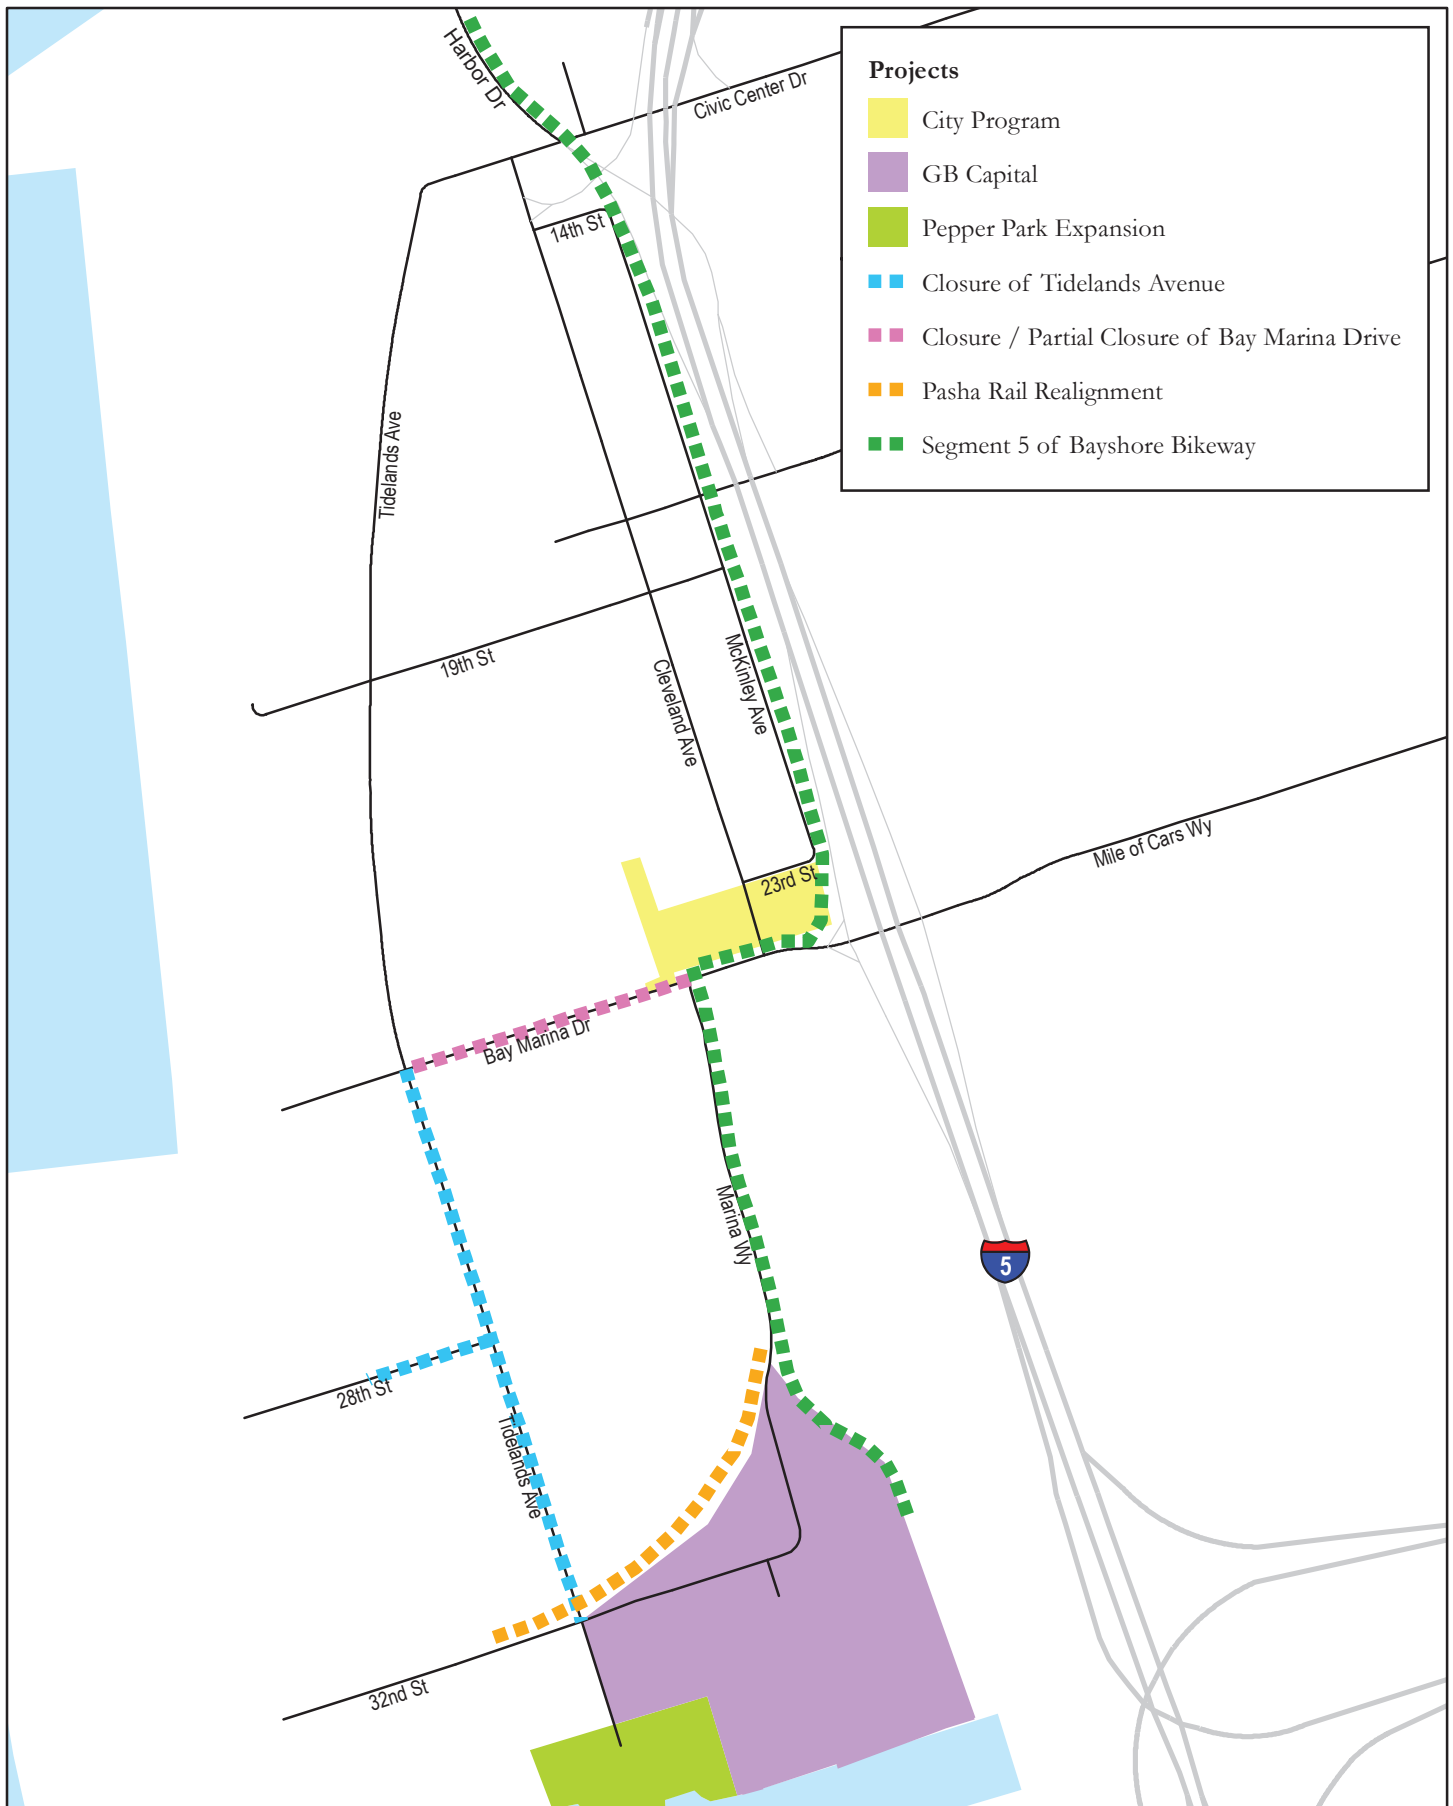 Harbor Dr
Civic Center Dr
Projects
City Program
GB Capital
Pepper Park Expansion
Closure of Tidelands Avenue
Closure / Partial Closure of Bay Marina Drive
Pasha Rail Realignment
Segment 5 of Bayshore Bikeway
14th St
Tidelands Ave
19th St
Cleveland Ave
McKinley Ave
Mile of Cars Wy
23rd St
Bay Marina Dr
Marina Wy
5
28th St
Tidelands Ave
32nd St